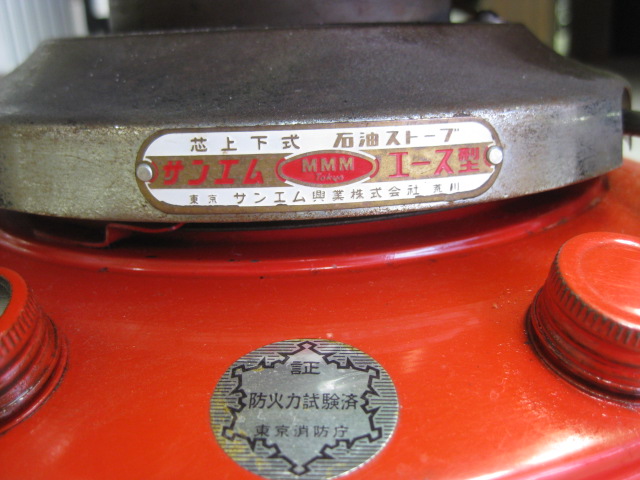 芯上下式 石油ストーブ
サンエム MMM Tokyo エース型
東京 サンエム興業株式会社 荒川
証
防火力試験済
東京消防庁